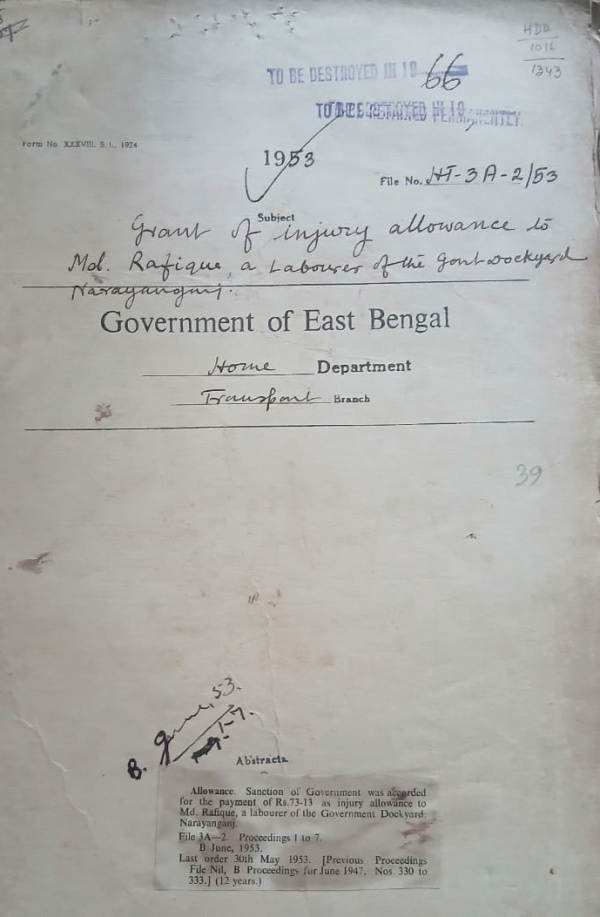 HDD
1016
1343
TO BE DESTROYED IN 19 66
TO BE RETAINED PERMANENTLY.
Form No. XXXVIII. S. I., 1924
1953
File No. HT-3A-2/53
Subject
Grant of injury allowance to
Md. Rafique, a Labourer of the Govt Dockyard
Narayanganj.
Government of East Bengal
Home Department
Transport Branch
39
B. June, 53.
1-7.
Abstracts
Allowance. Sanction of Government was accorded
for the payment of Rs.73-13 as injury allowance to
Md. Rafique, a labourer of the Government Dockyard,
Narayanganj.
File 3A—2. Proceedings 1 to 7.
B June, 1953.
Last order 30th May 1953. [Previous Proceedings
File Nil, B Proceedings for June 1947, Nos. 330 to
333.] (12 years.)